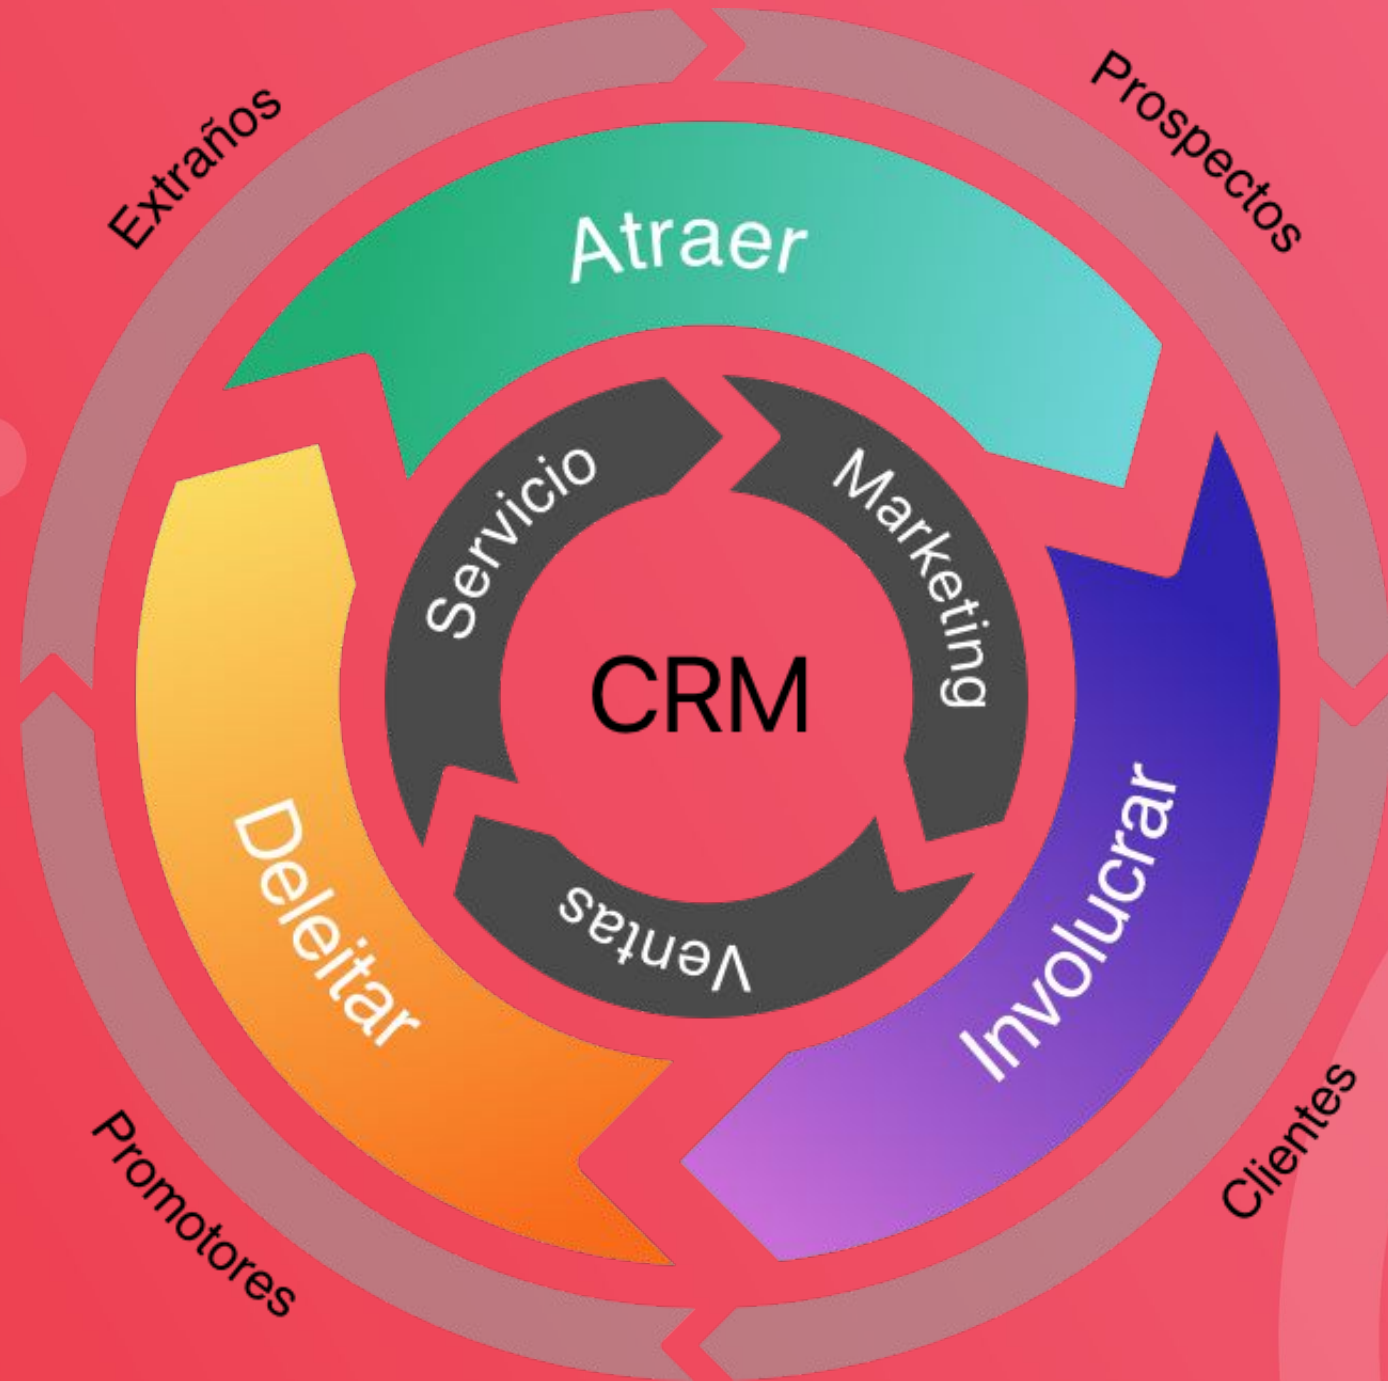 Extraños
Prospectos
Atraer
Servicio
Marketing
CRM
Deleitar
Involucrar
Ventas
Promotores
Clientes